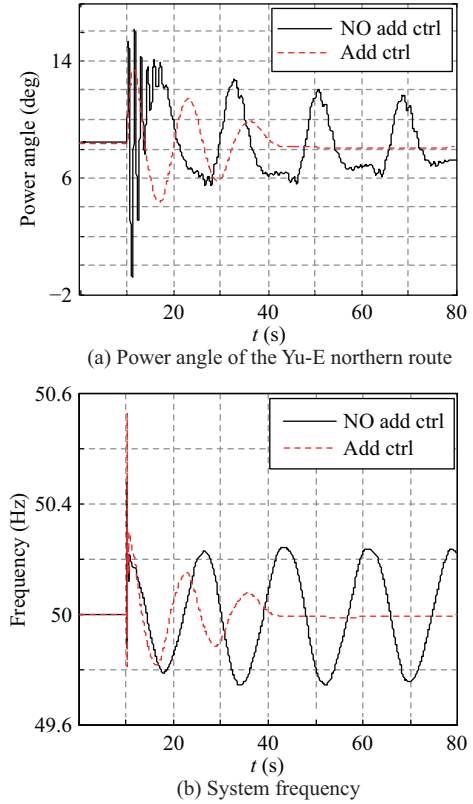 NO add ctrl
Add ctrl
14
6
−2
Power angle (deg)
0
20
40
60
80
t (s)
(a) Power angle of the Yu-E northern route
50.6
NO add ctrl
Add ctrl
50.4
Frequency (Hz)
50
49.6
20
40
60
80
t (s)
(b) System frequency